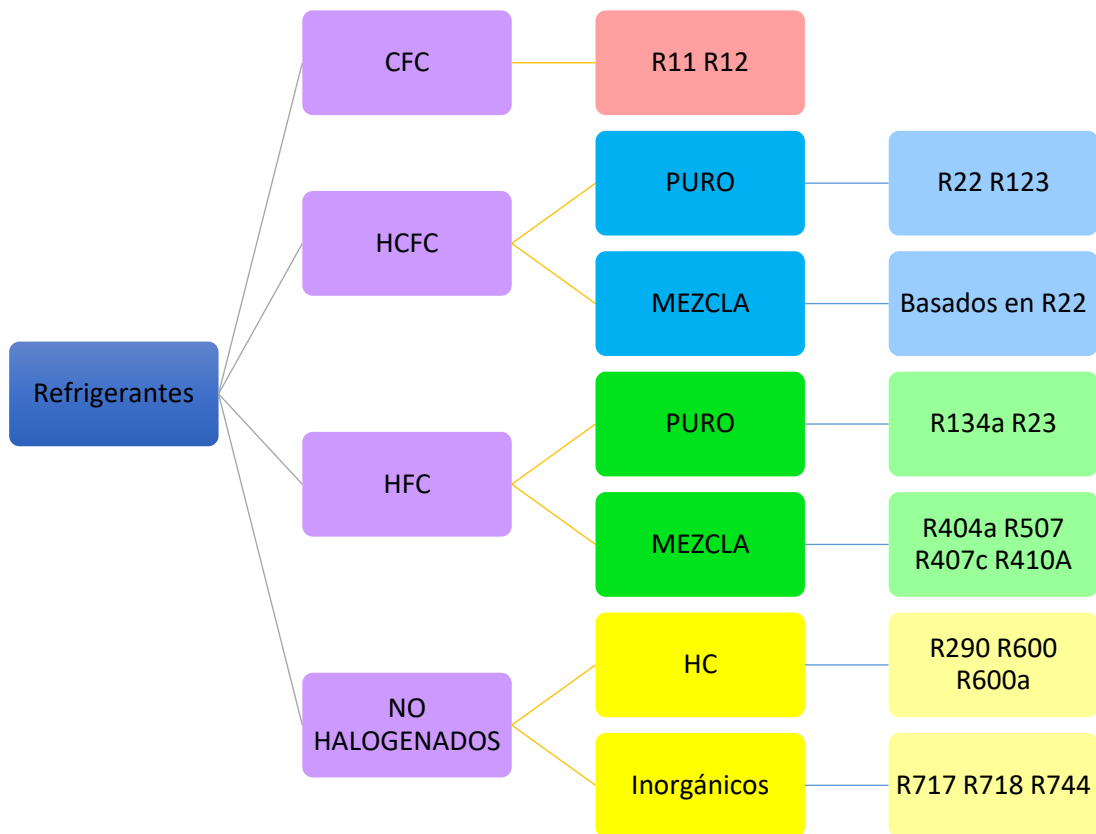 Refrigerantes
CFC
R11 R12
HCFC
PURO
R22 R123
MEZCLA
Basados en R22
HFC
PURO
R134a R23
MEZCLA
R404a R507
R407c R410A
NO
HALOGENADOS
HC
R290 R600
R600a
Inorgánicos
R717 R718 R744